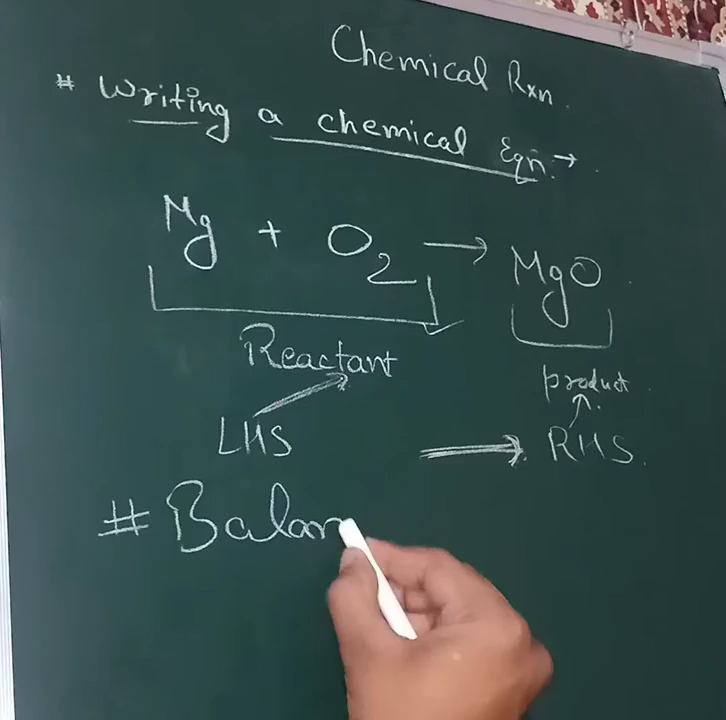 Chemical Rxn.
# Writing a chemical Eqn. →
Mg + O2 → MgO
Reactant product
LHS ⟹ RHS.
# Balan